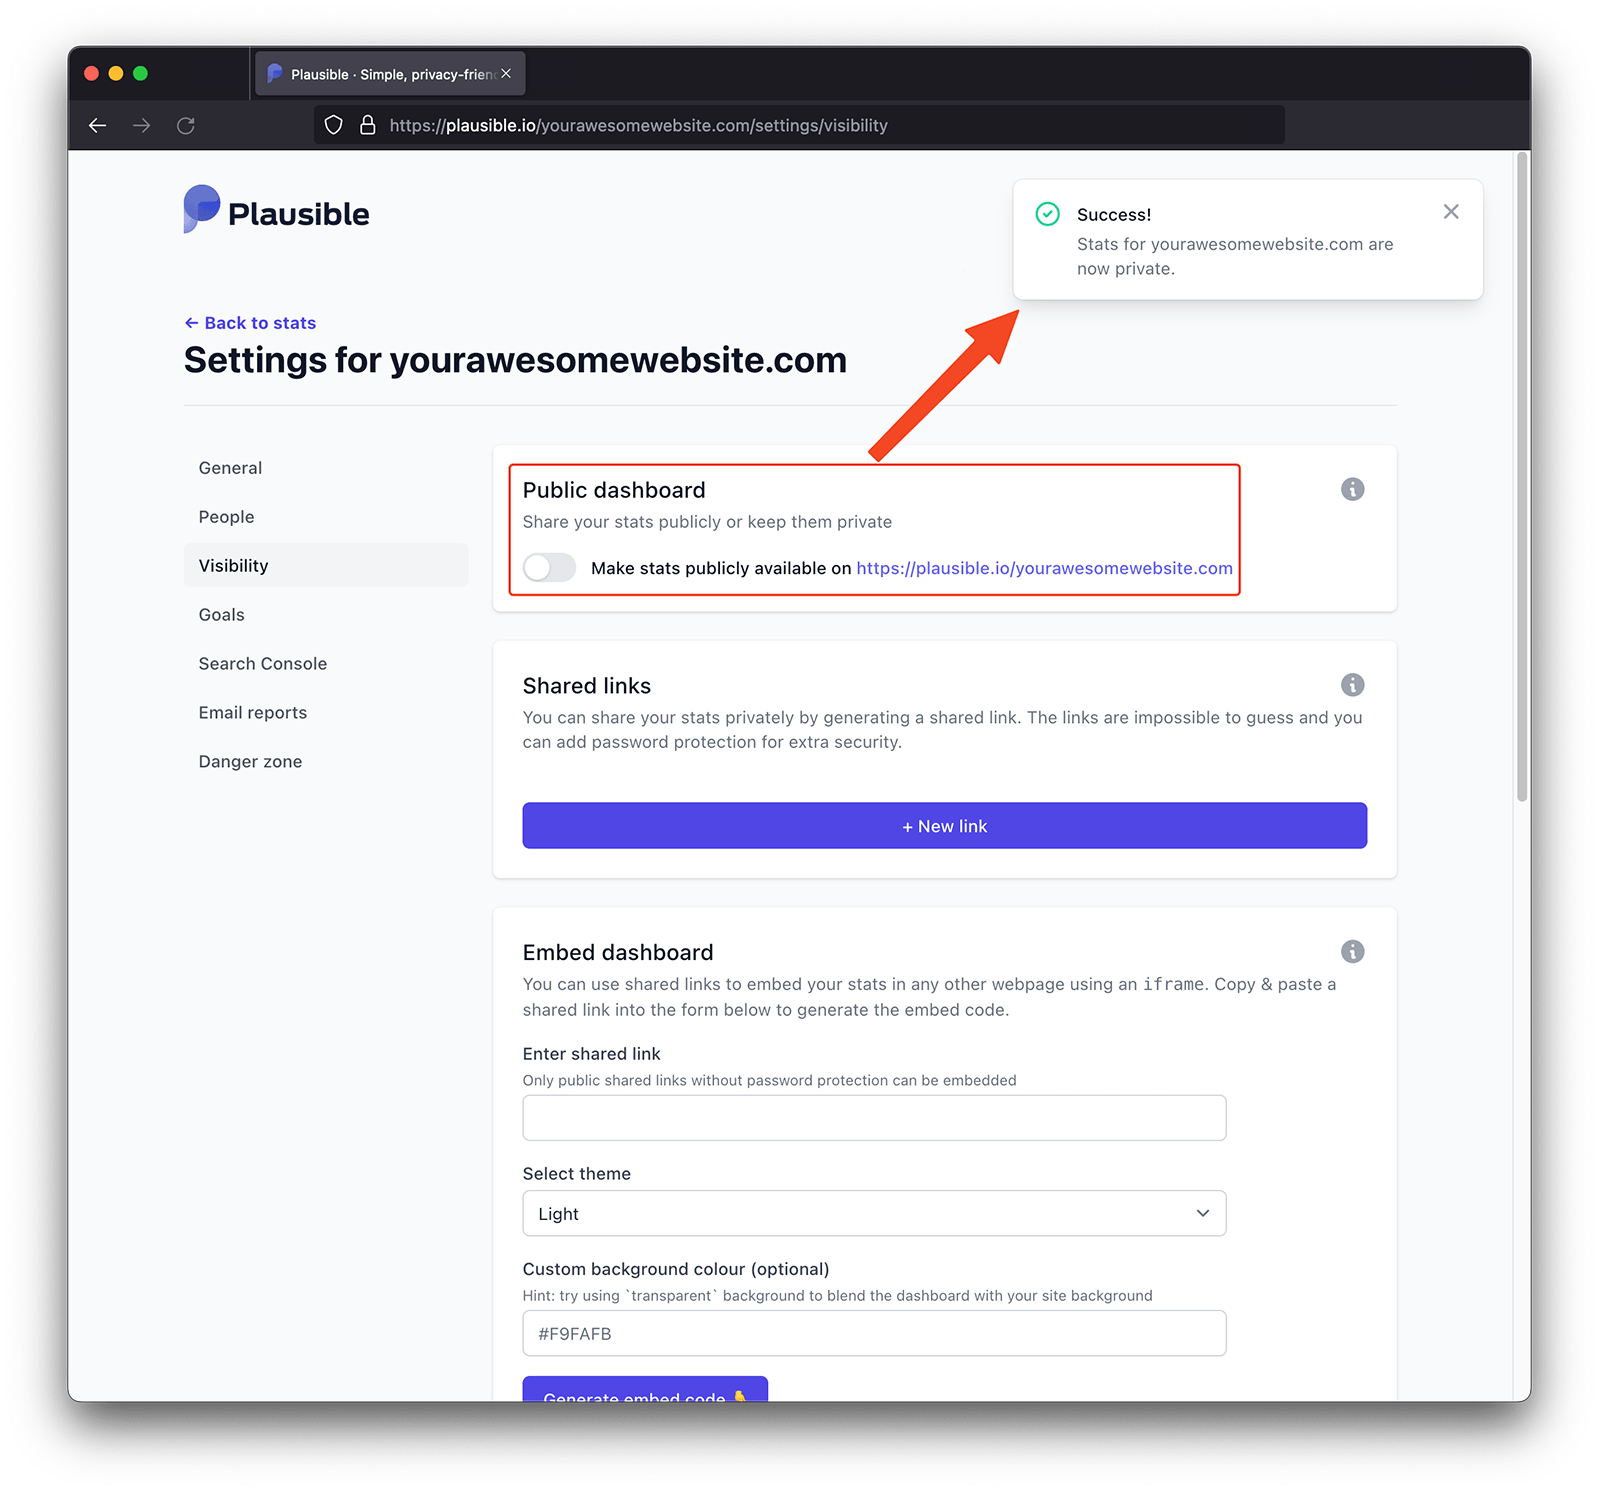 Plausible · Simple, privacy-frien
https://plausible.io/yourawesomewebsite.com/settings/visibility
Plausible
Success!
Stats for yourawesomewebsite.com are
now private.
← Back to stats
Settings for yourawesomewebsite.com
General
People
Visibility
Goals
Search Console
Email reports
Danger zone
Public dashboard
Share your stats publicly or keep them private
Make stats publicly available on https://plausible.io/yourawesomewebsite.com
Shared links
You can share your stats privately by generating a shared link. The links are impossible to guess and you
can add password protection for extra security.
+ New link
Embed dashboard
You can use shared links to embed your stats in any other webpage using an iframe. Copy & paste a
shared link into the form below to generate the embed code.
Enter shared link
Only public shared links without password protection can be embedded
Select theme
Light
Custom background colour (optional)
Hint: try using `transparent` background to blend the dashboard with your site background
#F9FAFB
Generate embed code 👇